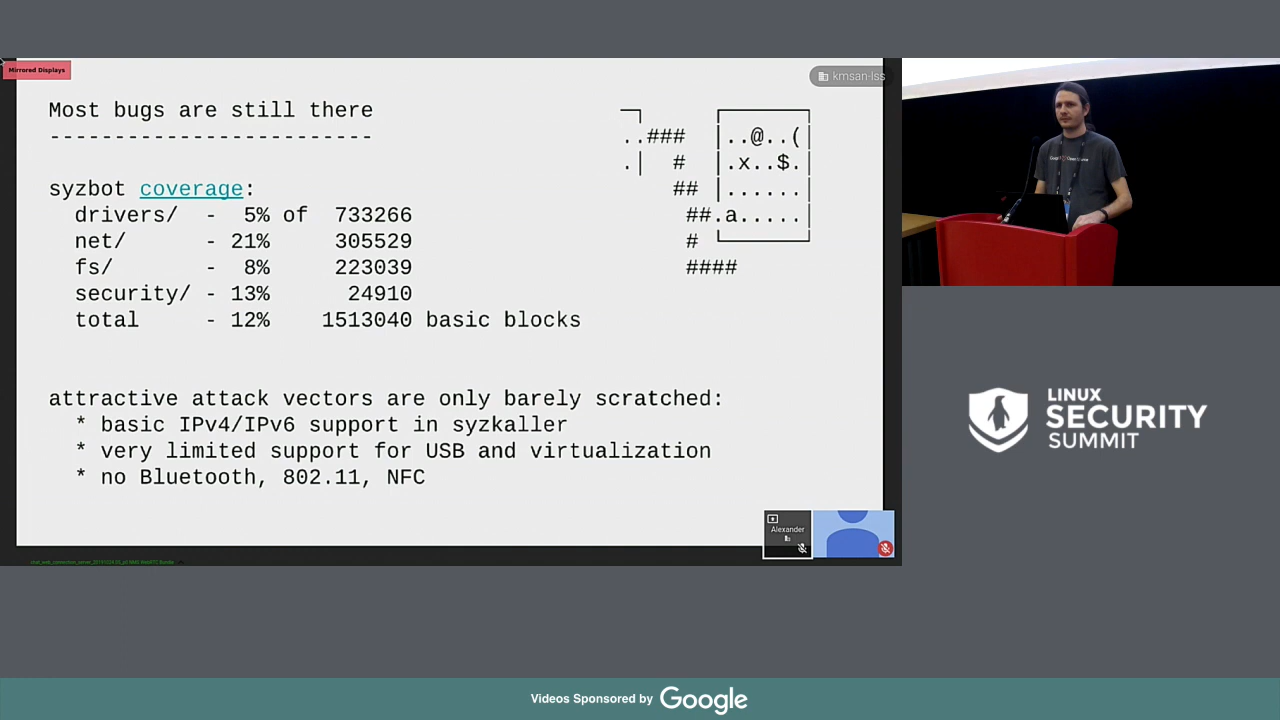 Mirrored Displays
kmsan-lss
Most bugs are still there
-------------------------
syzbot coverage:
drivers/ - 5% of 733266
net/ - 21% 305529
fs/ - 8% 223039
security/ - 13% 24910
total - 12% 1513040 basic blocks
..### |..@..(|
.| # |.x..$.|
## |......|
##.a.....|
#
####
attractive attack vectors are only barely scratched:
* basic IPv4/IPv6 support in syzkaller
* very limited support for USB and virtualization
* no Bluetooth, 802.11, NFC
Alexander
LINUX
SECURITY
SUMMIT
Videos Sponsored by Google